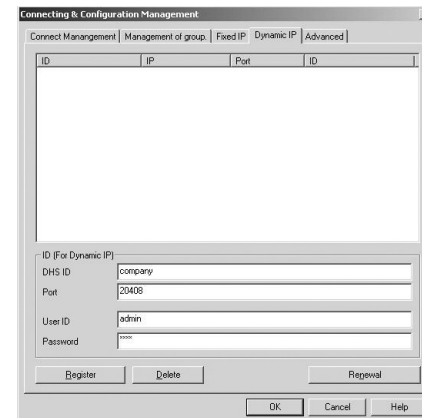 Connecting & Configuration Management
Connect Manangement Management of group. Fixed IP Dynamic IP Advanced
ID IP Port ID
ID (For Dynamic IP)
DHS ID company
Port 20408
User ID admin
Password ****
Register Delete Renewal
OK Cancel Help